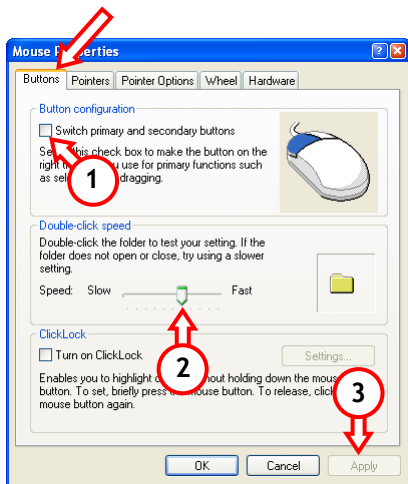 Mouse P erties
Buttons Pointers Pointer Options Wheel Hardware
Button configuration
Switch primary and secondary buttons
Se this check box to make the button on the
right t u use for primary functions such
as sel dragging.
1
Double-click speed
Double-click the folder to test your setting. If the
folder does not open or close, try using a slower
setting.
Speed: Slow Fast
2
ClickLock
Turn on ClickLock
Settings...
Enables you to highlight o hout holding down the mous
button. To set, briefly press mouse button. To release, click
mouse button again.
3
OK Cancel Apply